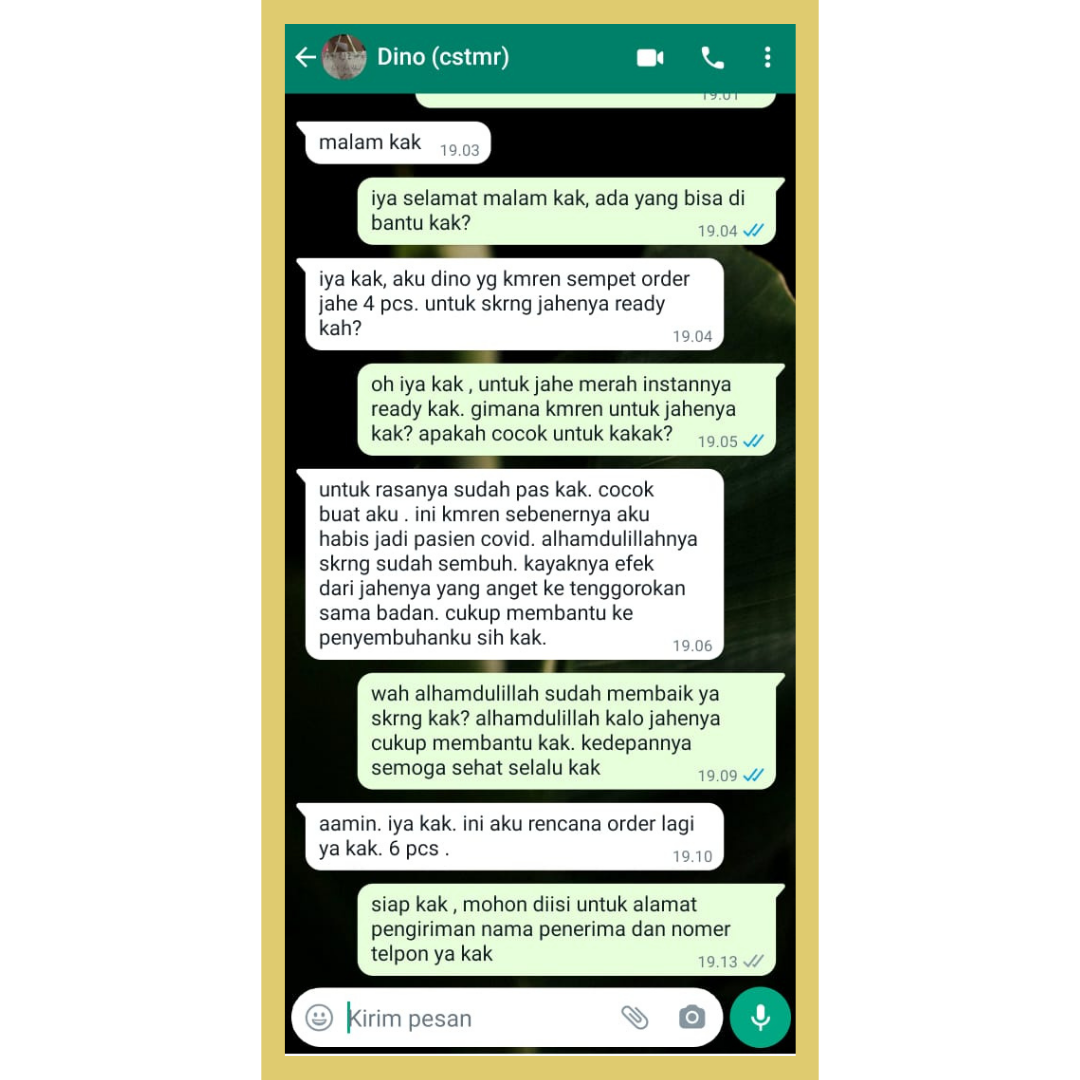 Dino (cstmr)
19.01
malam kak
19.03
iya selamat malam kak, ada yang bisa di
bantu kak?
19.04
iya kak, aku dino yg kmren sempet order
jahe 4 pcs. untuk skrng jahenya ready
kah?
19.04
oh iya kak , untuk jahe merah instannya
ready kak. gimana kmren untuk jahenya
kak? apakah cocok untuk kakak?
19.05
untuk rasanya sudah pas kak. cocok
buat aku . ini kmren sebenernya aku
habis jadi pasien covid. alhamdulillahnya
skrng sudah sembuh. kayaknya efek
dari jahenya yang anget ke tenggorokan
sama badan. cukup membantu ke
penyembuhanku sih kak.
19.06
wah alhamdulillah sudah membaik ya
skrng kak? alhamdulillah kalo jahenya
cukup membantu kak. kedepannya
semoga sehat selalu kak
19.09
aamin. iya kak. ini aku rencana order lagi
ya kak. 6 pcs .
19.10
siap kak , mohon diisi untuk alamat
pengiriman nama penerima dan nomer
telpon ya kak
19.13
Kirim pesan